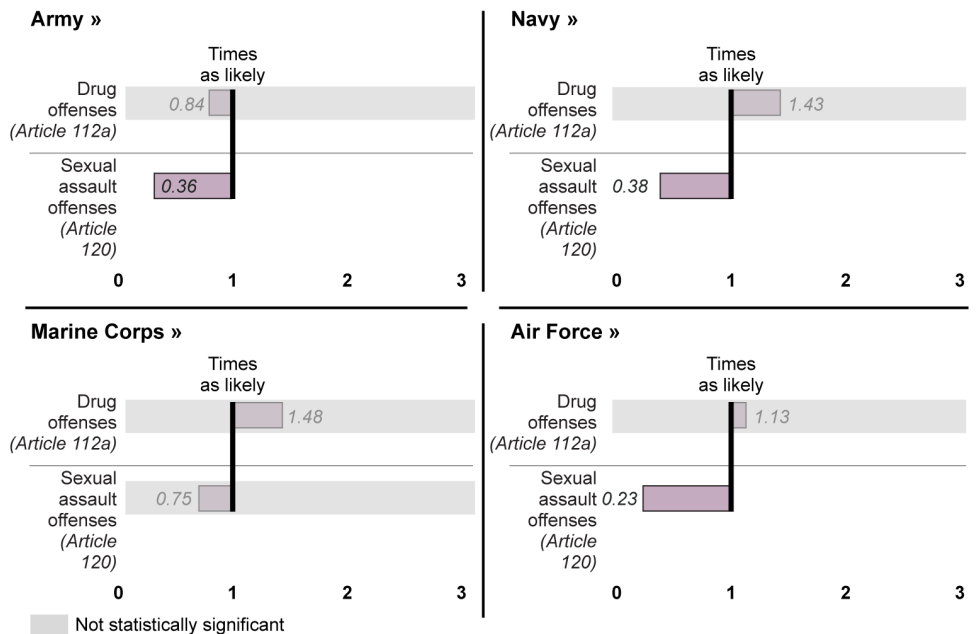 Army »
Times
as likely
Drug
offenses
(Article 112a)
0.84
Sexual
assault
offenses
(Article
120)
0.36
0 1 2 3
Navy »
Times
as likely
Drug
offenses
(Article 112a)
1.43
Sexual
assault
offenses
(Article
120)
0.38
0 1 2 3
Marine Corps »
Times
as likely
Drug
offenses
(Article 112a)
1.48
Sexual
assault
offenses
(Article
120)
0.75
0 1 2 3
Air Force »
Times
as likely
Drug
offenses
(Article 112a)
1.13
Sexual
assault
offenses
(Article
120)
0.23
0 1 2 3
Not statistically significant